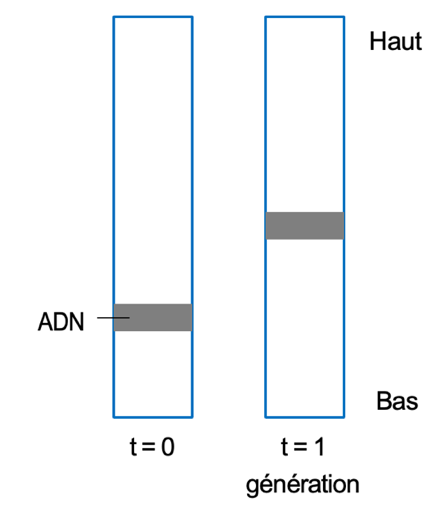 Haut
ADN
Bas
t = 0
t = 1
génération